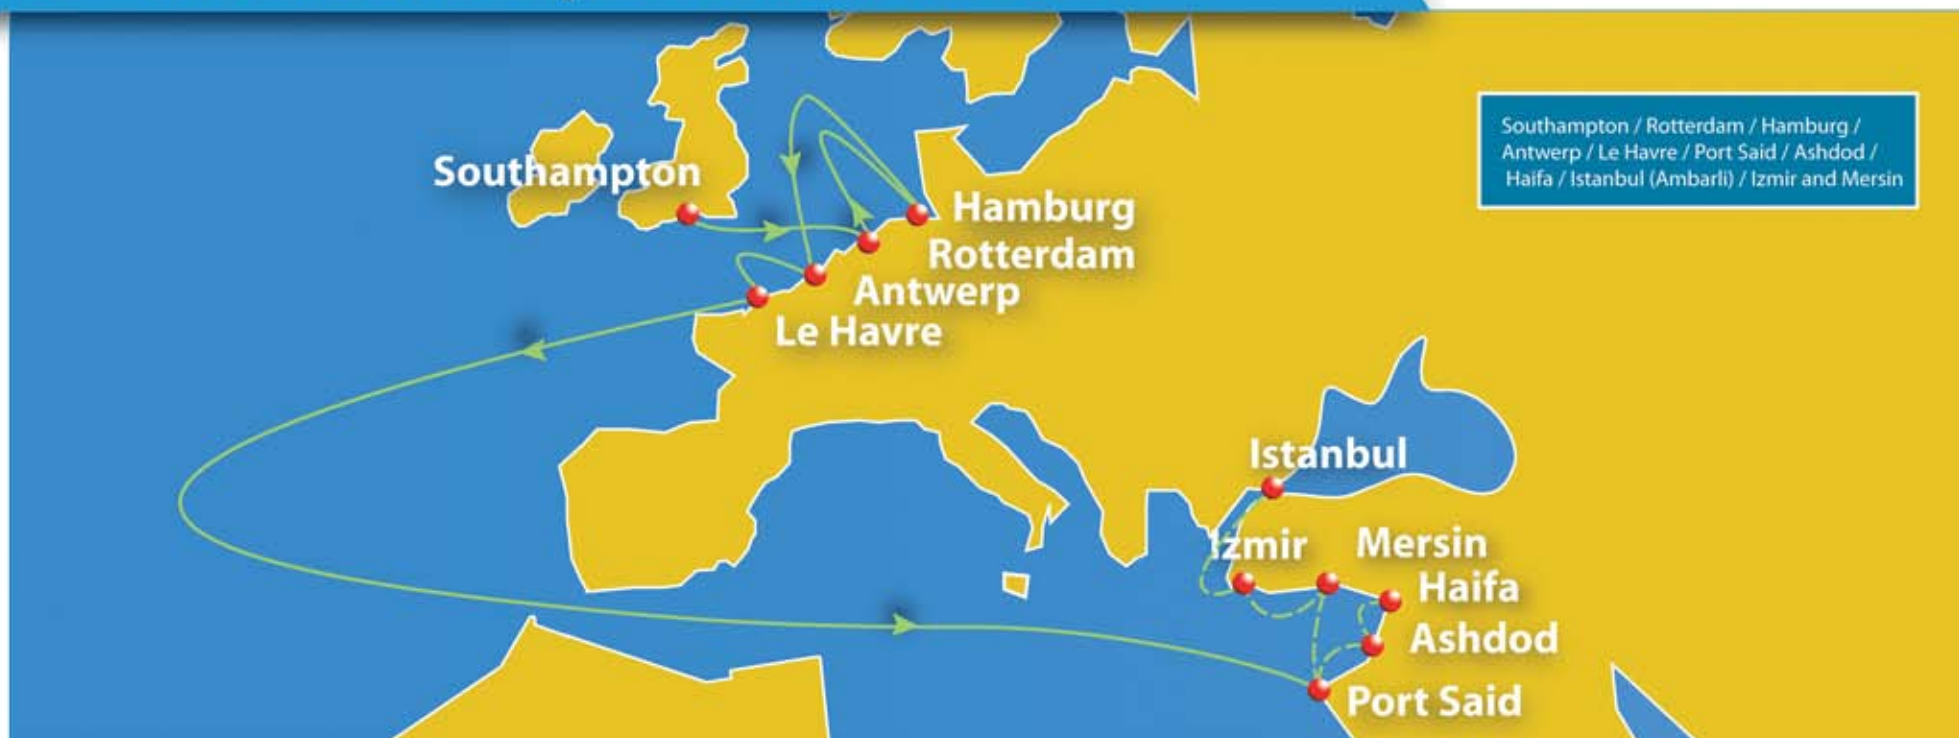 Southampton / Rotterdam / Hamburg /
Antwerp / Le Havre / Port Said / Ashdod /
Haifa / Istanbul (Ambarli) / Izmir and Mersin
Southampton
Hamburg
Rotterdam
Antwerp
Le Havre
Istanbul
Izmir
Mersin
Haifa
Ashdod
Port Said